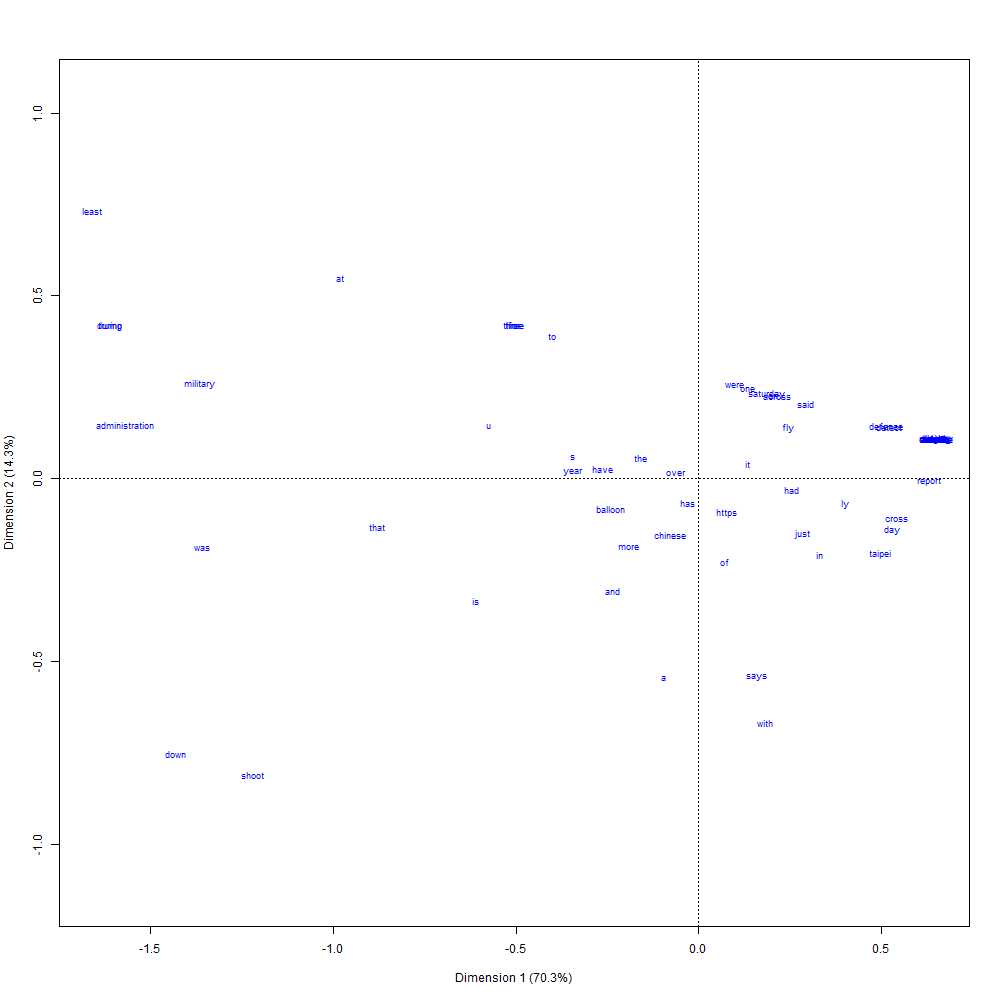 1.0
least
at
0.5
to
military
were
one
saturday
across
said
administration
u
fly
defense
detect
s
the
it
year
have
over
0.0
report
had
has
ly
balloon
https
cross
that
chinese
day
just
was
more
taipei
in
of
and
is
-0.5
a
says
with
down
shoot
-1.0
-1.5
-1.0
-0.5
0.0
0.5
Dimension 1 (70.3%)
Dimension 2 (14.3%)